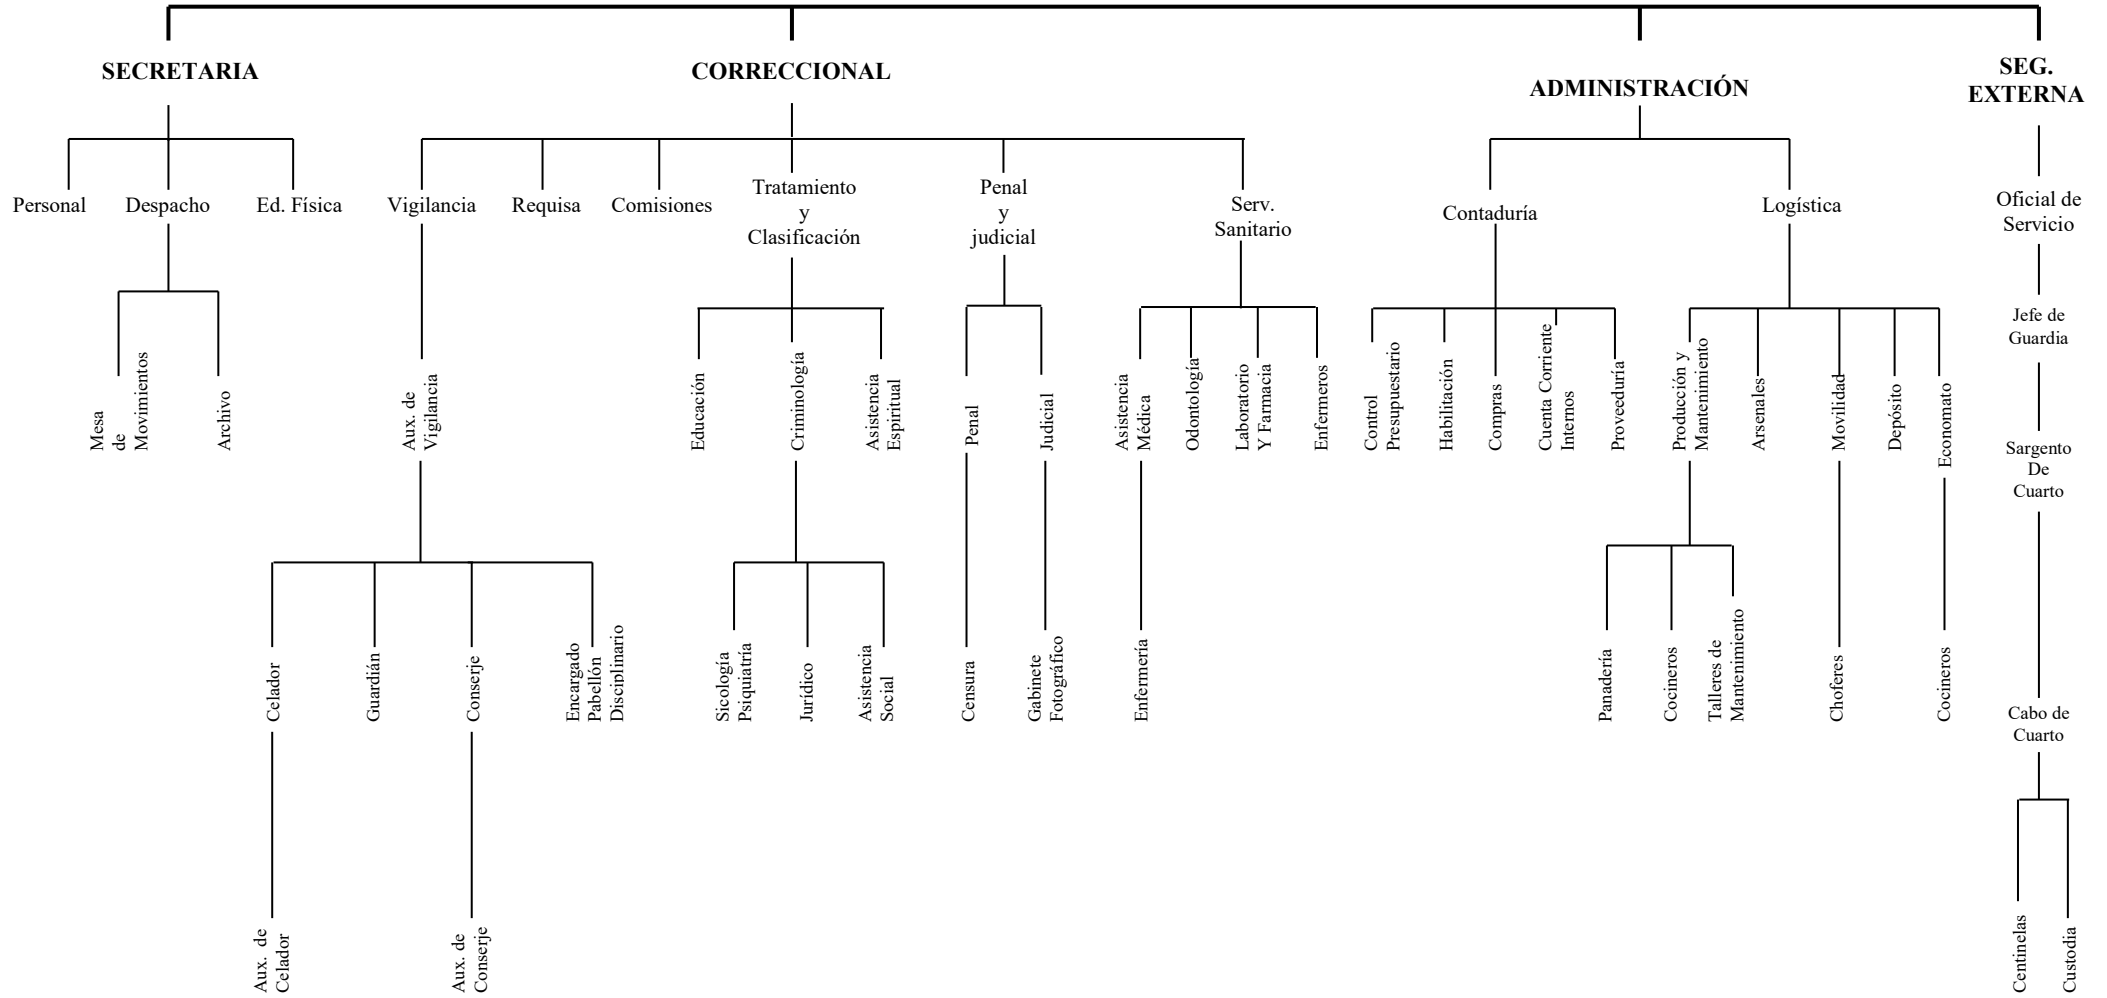 SECRETARIA
CORRECCIONAL
ADMINISTRACIÓN
SEG.
EXTERNA
Personal
Despacho
Ed. Física
Vigilancia
Requisa
Comisiones
Tratamiento
y
Clasificación
Penal
y
judicial
Serv.
Sanitario
Contaduría
Logística
Oficial de
Servicio
Mesa
de
Movimientos
Archivo
Aux. de
Vigilancia
Educación
Criminología
Asistencia
Espiritual
Penal
Judicial
Asistencia
Médica
Odontología
Laboratorio
Y Farmacia
Enfermeros
Control
Presupuestario
Habilitación
Compras
Cuenta Corriente
Internos
Proveeduría
Producción y
Mantenimiento
Arsenales
Movilidad
Depósito
Economato
Jefe de
Guardia
Sargento
De
Cuarto
Celador
Guardián
Conserje
Encargado
Pabellón
Disciplinario
Sicología
Psiquiatría
Jurídico
Asistencia
Social
Censura
Gabinete
Fotográfico
Enfermería
Panadería
Cocineros
Talleres de
Mantenimiento
Choferes
Cocineros
Cabo de
Cuarto
Aux. de
Celador
Aux. de
Conserje
Centinelas
Custodia